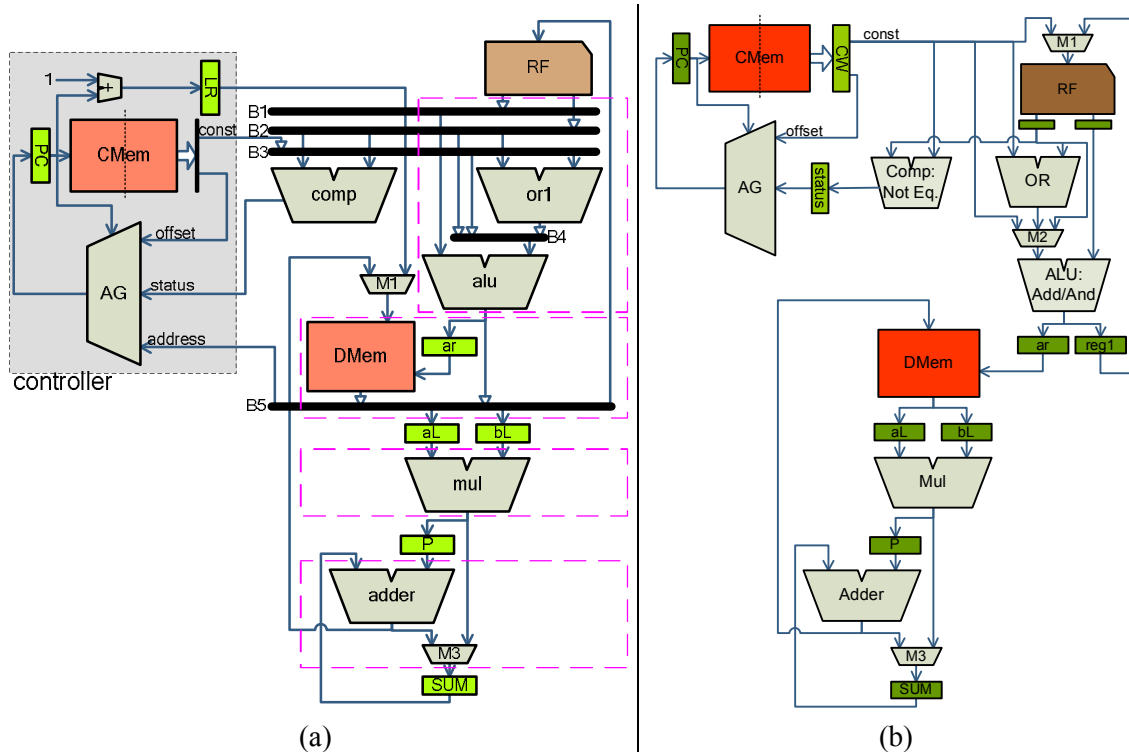 1
+
LR
RF
B1
B2
B3
const
PC
CMem
comp
or1
B4
offset
M1
alu
AG
status
DMem
ar
address
controller
B5
aL
bL
mul
P
adder
M3
SUM
(a)
const
M1
PC
CMem
CW
RF
offset
AG
status
Comp:
Not Eq.
OR
M2
ALU:
Add/And
ar
reg1
DMem
aL
bL
Mul
P
Adder
M3
SUM
(b)